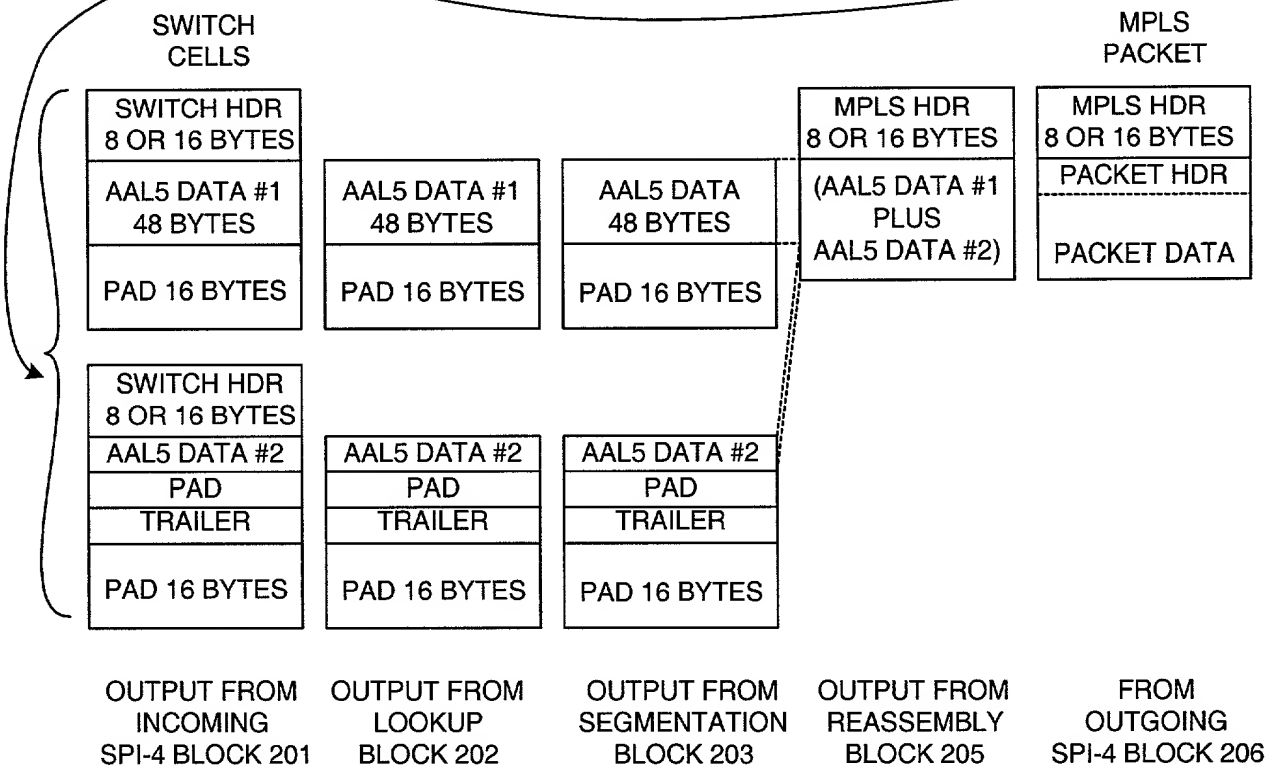 SWITCH
CELLS
MPLS
PACKET
SWITCH HDR
8 OR 16 BYTES
AAL5 DATA #1
48 BYTES
PAD 16 BYTES
AAL5 DATA #1
48 BYTES
PAD 16 BYTES
AAL5 DATA
48 BYTES
PAD 16 BYTES
MPLS HDR
8 OR 16 BYTES
(AAL5 DATA #1
PLUS
AAL5 DATA #2)
MPLS HDR
8 OR 16 BYTES
PACKET HDR
PACKET DATA
SWITCH HDR
8 OR 16 BYTES
AAL5 DATA #2
PAD
TRAILER
PAD 16 BYTES
AAL5 DATA #2
PAD
TRAILER
PAD 16 BYTES
AAL5 DATA #2
PAD
TRAILER
PAD 16 BYTES
OUTPUT FROM
INCOMING
SPI-4 BLOCK 201
OUTPUT FROM
LOOKUP
BLOCK 202
OUTPUT FROM
SEGMENTATION
BLOCK 203
OUTPUT FROM
REASSEMBLY
BLOCK 205
FROM
OUTGOING
SPI-4 BLOCK 206